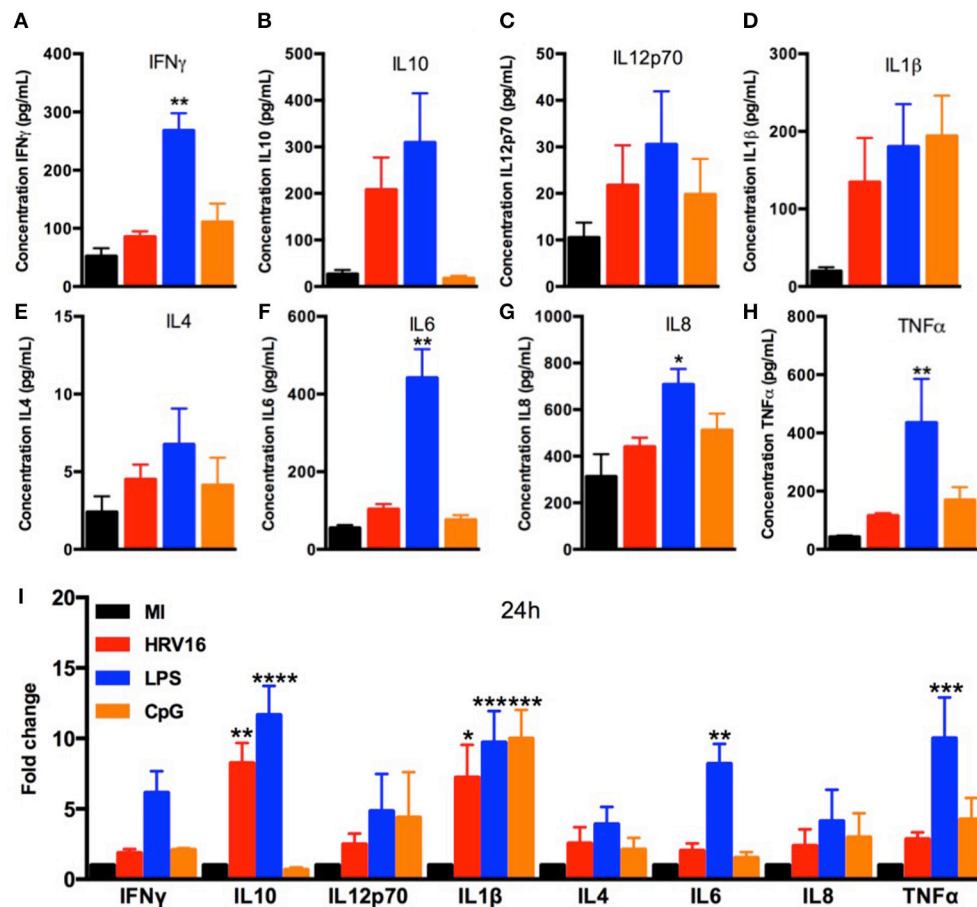 A
B
C
D
IFNγ
IL10
IL12p70
IL1β
Concentration IFNγ (pg/mL)
400
300
200
100
0
**
Concentration IL10 (pg/mL)
500
400
300
200
100
0
Concentration IL12p70 (pg/mL)
50
40
30
20
10
0
Concentration IL1β (pg/mL)
300
200
100
0
E
F
G
H
IL4
IL6
IL8
TNFα
Concentration IL4 (pg/mL)
15
10
5
0
Concentration IL6 (pg/mL)
600
400
200
0
**
Concentration IL8 (pg/mL)
1000
800
600
400
200
0
*
Concentration TNFα (pg/mL)
800
600
400
200
0
**
I
24h
Fold change
20
15
10
5
0
MI
HRV16
LPS
CpG
**
****
*
******
**
***
IFNγ
IL10
IL12p70
IL1β
IL4
IL6
IL8
TNFα